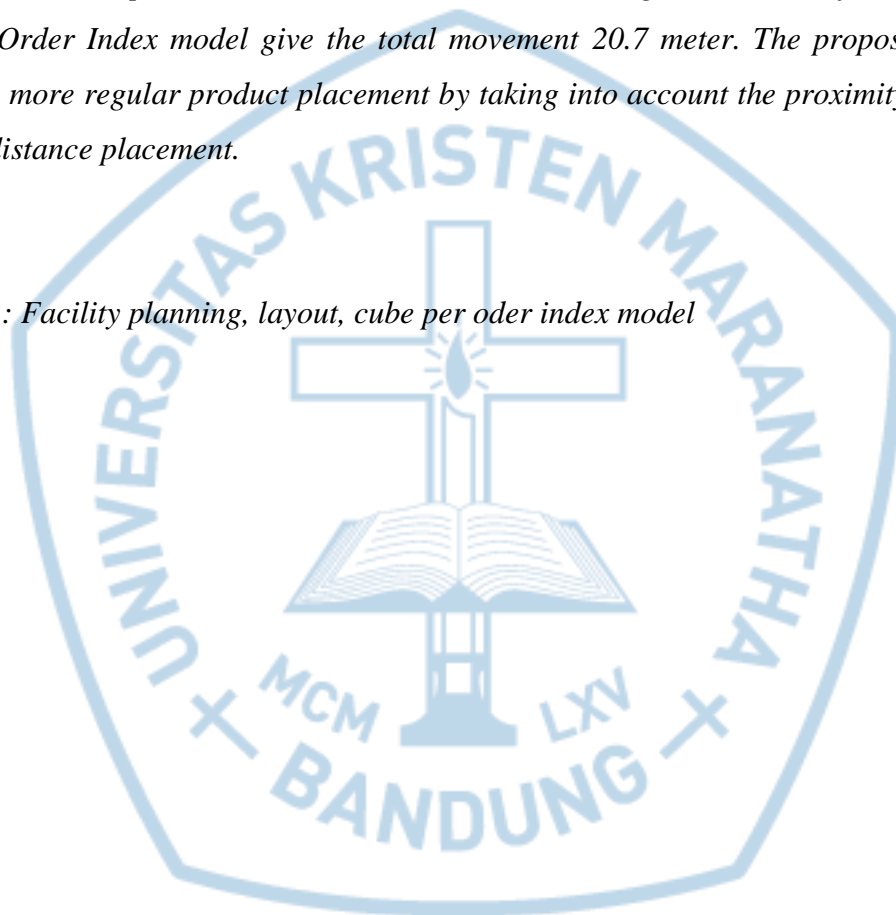 Order Index model give the total movement 20.7 meter. The propos
more regular product placement by taking into account the proximity
distance placement.
: Facility planning, layout, cube per oder index model
UNIVERSITAS KRISTEN MARANATHA
MCM LXV
BANDUNG